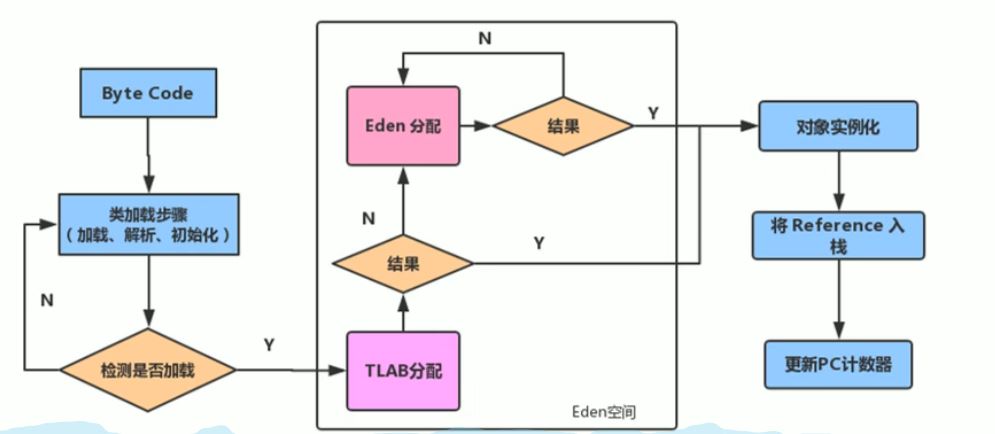 Byte Code
类加载步骤
（加载、解析、初始化）
N
检测是否加载
Y
N
Eden 分配
结果
Y
N
结果
Y
TLAB分配
Eden空间
对象实例化
将 Reference 入
栈
更新PC计数器